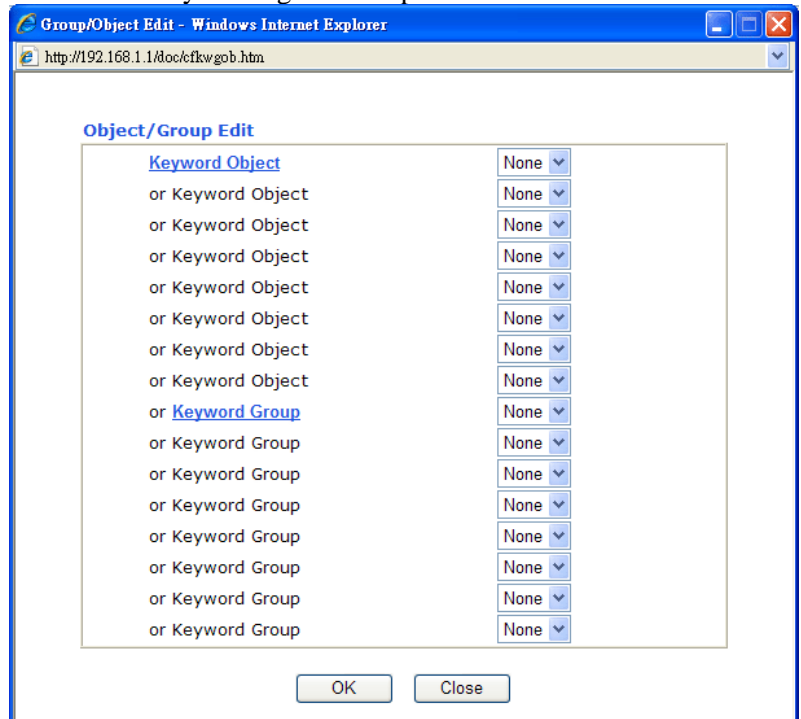 Group/Object Edit - Windows Internet Explorer
http://192.168.1.1/doc/cfkwgob.htm
Object/Group Edit
Keyword Object None
or Keyword Object None
or Keyword Object None
or Keyword Object None
or Keyword Object None
or Keyword Object None
or Keyword Object None
or Keyword Object None
or Keyword Group None
or Keyword Group None
or Keyword Group None
or Keyword Group None
or Keyword Group None
or Keyword Group None
or Keyword Group None
or Keyword Group None
OK Close